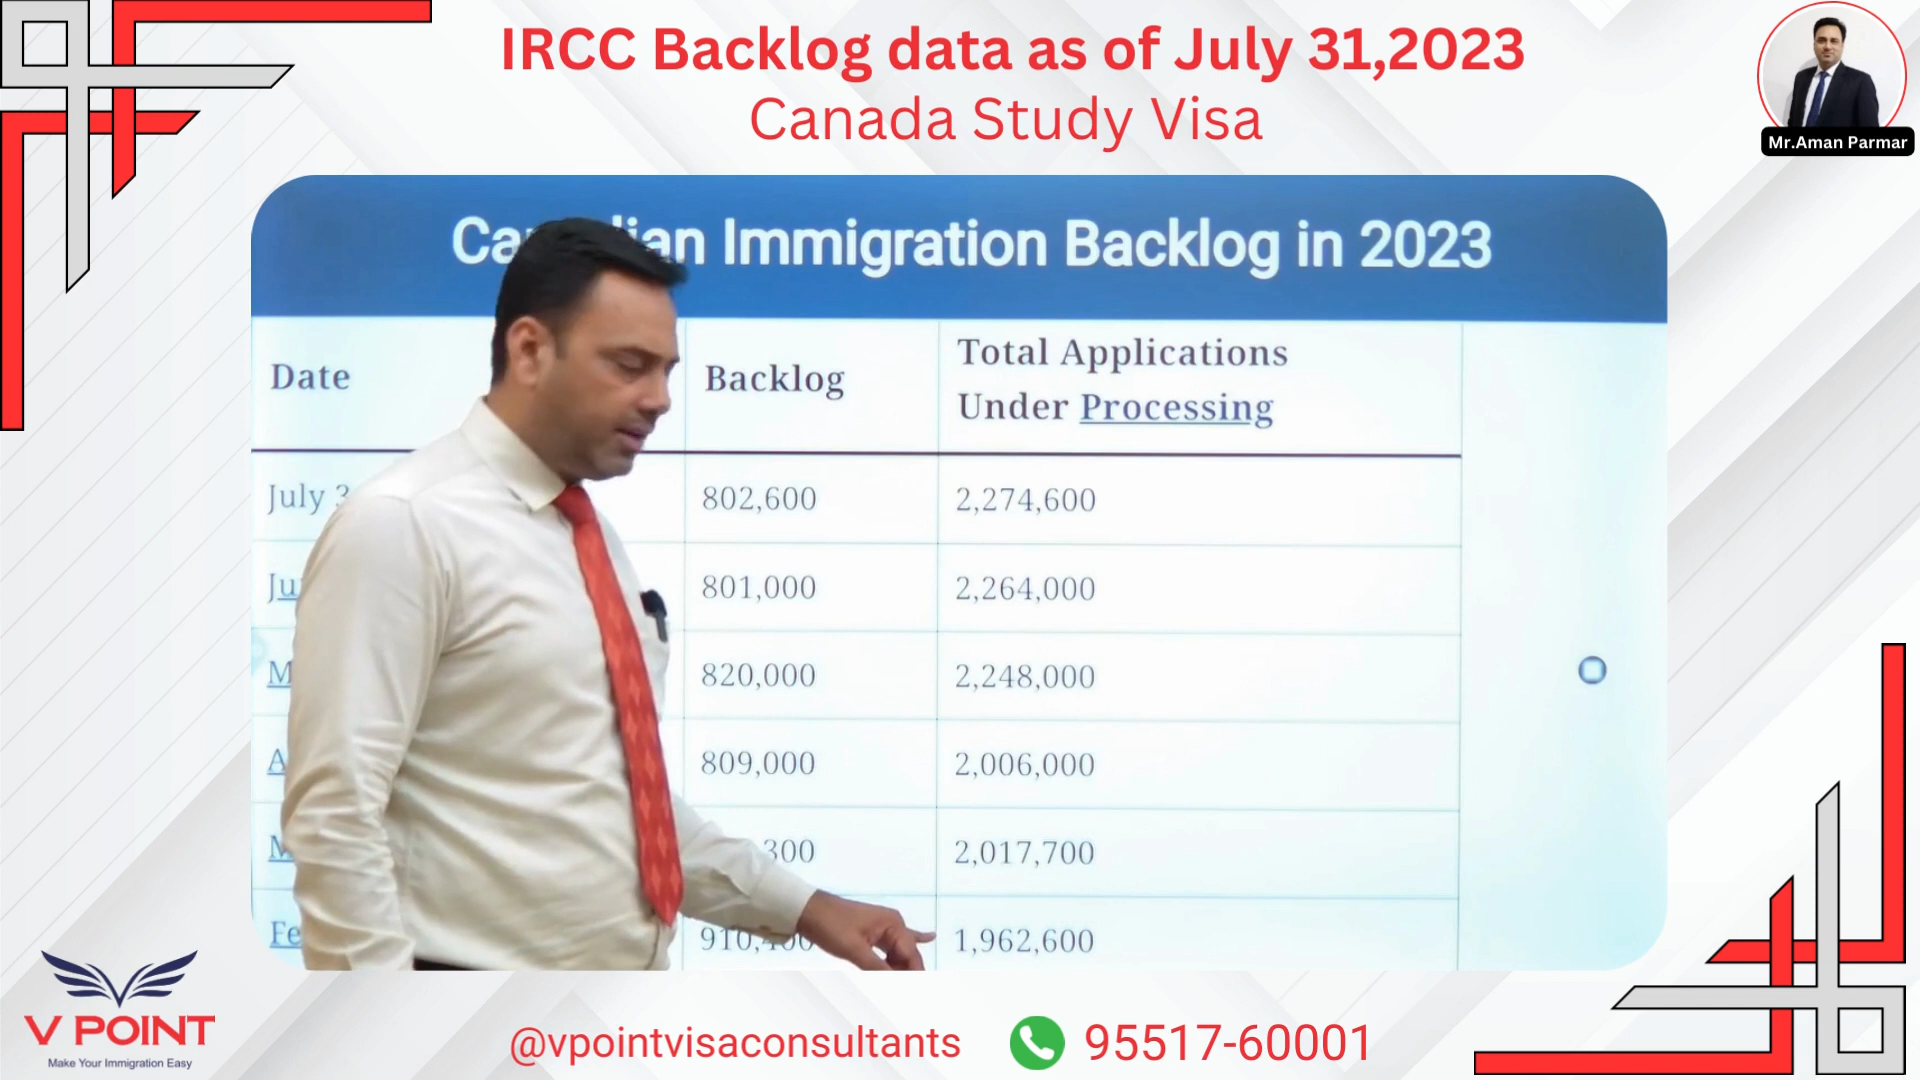 IRCC Backlog data as of July 31,2023
Canada Study Visa
Mr.Aman Parmar
Immigration Backlog in 2023
Date
Backlog
Total Applications
Under Processing
July
802,600
2,274,600
801,000
2,264,000
820,000
2,248,000
809,000
2,006,000
2,017,700
1,962,600
V POINT
Make Your Immigration Easy
@vpointvisaconsultants
95517-60001